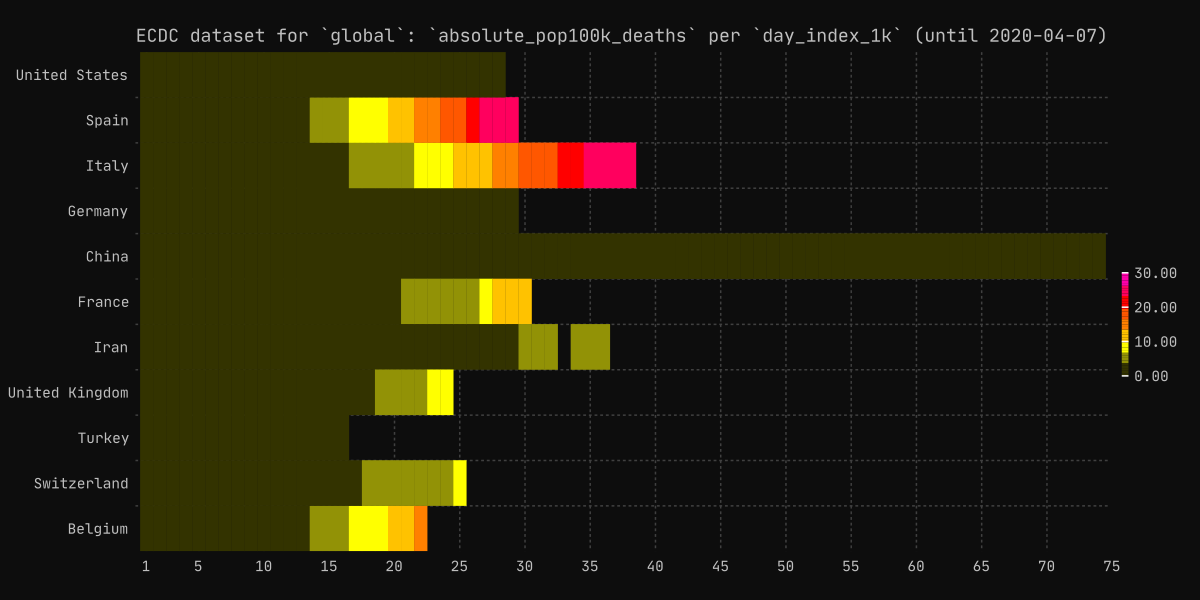 ECDC dataset for `global`: `absolute_pop100k_deaths` per `day_index_1k` (until 2020-04-07)
United States
Spain
Italy
Germany
China
France
Iran
United Kingdom
Turkey
Switzerland
Belgium
30.00
20.00
10.00
0.00
1 5 10 15 20 25 30 35 40 45 50 55 60 65 70 75